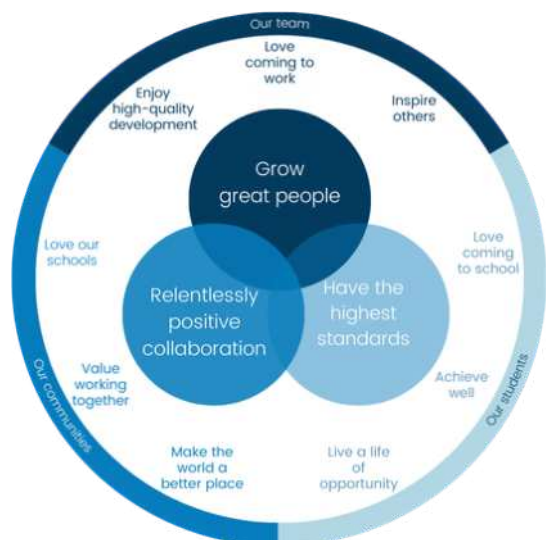 Our team
Love
coming to
work
Enjoy
high-quality
development
Inspire
others
Grow
great people
Love our
schools
Love
coming to
to school
Relentlessly
positive
collaboration
Have the
highest
standards
Value
working
together
Achieve
well
Make the
world a
better place
Live a life
of
opportunity
Our communities
Our students